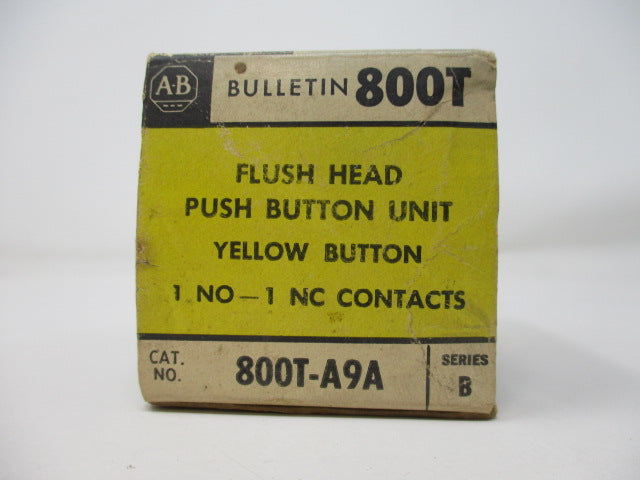 A-B BULLETIN 800T
FLUSH HEAD
PUSH BUTTON UNIT
YELLOW BUTTON
1 NO — 1 NC CONTACTS
CAT. NO. 800T-A9A SERIES B